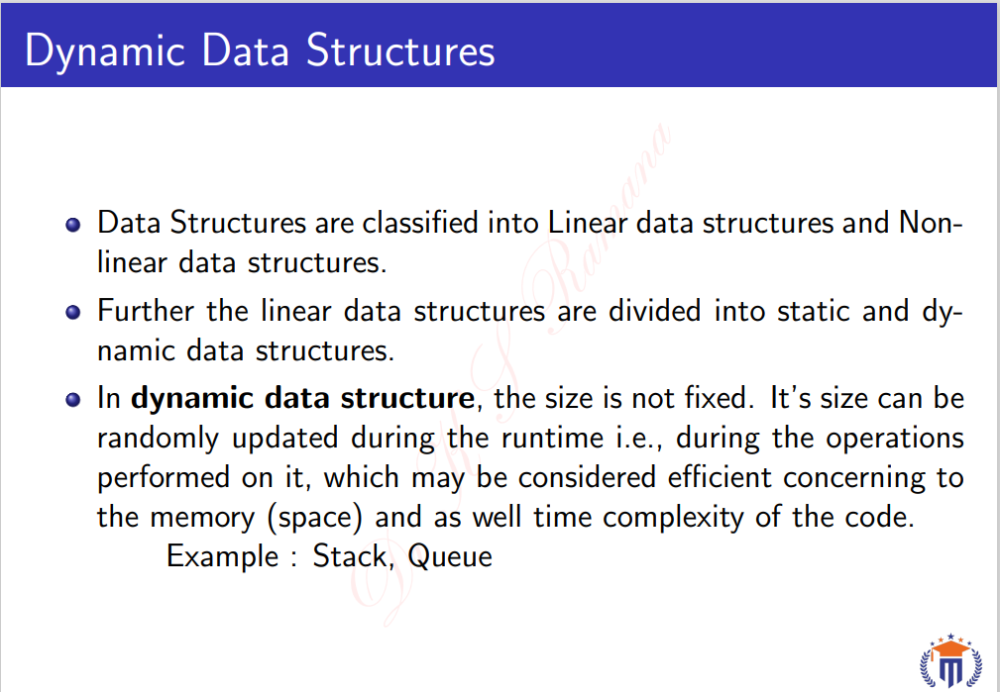 Dynamic Data Structures
Data Structures are classified into Linear data structures and Non-
linear data structures.
Further the linear data structures are divided into static and dy-
namic data structures.
In dynamic data structure, the size is not fixed. It's size can be
randomly updated during the runtime i.e., during the operations
performed on it, which may be considered efficient concerning to
the memory (space) and as well time complexity of the code.
Example : Stack, Queue